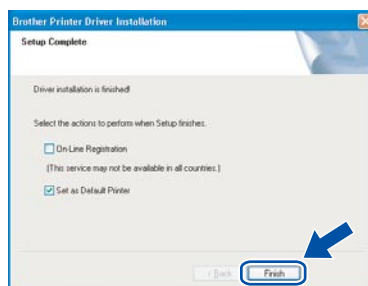 Brother Printer Driver Installation
Setup Complete
Driver installation is finished!
Select the actions to perform when Setup finishes.
On-Line Registration
(This service may not be available in all countries.)
Set as Default Printer
< Back
Finish